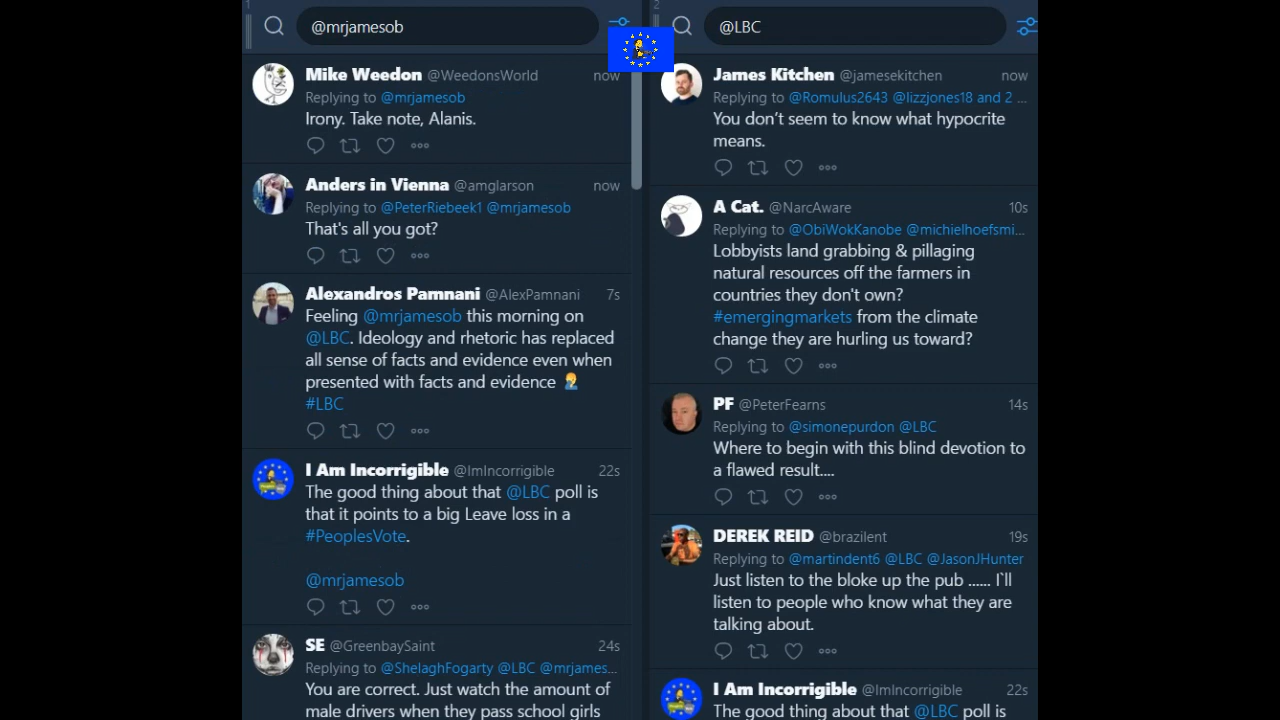 1
@mrjamesob
Mike Weedon @WeedonsWorld now
Replying to @mrjamesob
Irony. Take note, Alanis.
Anders in Vienna @amglarson now
Replying to @PeterRiebeek1 @mrjamesob
That's all you got?
Alexandros Pamnani @AlexPamnani 7s
Feeling @mrjamesob this morning on
@LBC. Ideology and rhetoric has replaced
all sense of facts and evidence even when
presented with facts and evidence 🤦‍♂️
#LBC
I Am Incorrigible @ImIncorrigible 22s
The good thing about that @LBC poll is
that it points to a big Leave loss in a
#PeoplesVote.
@mrjamesob
SE @GreenbaySaint 24s
Replying to @ShelaghFogarty @LBC @mrjames...
You are correct. Just watch the amount of
male drivers when they pass school girls
2
@LBC
James Kitchen @jamesekitchen now
Replying to @Romulus2643 @lizzjones18 and 2 ...
You don’t seem to know what hypocrite
means.
A Cat. @NarcAware 10s
Replying to @ObiWokKanobe @michielhoefsmi...
Lobbyists land grabbing & pillaging
natural resources off the farmers in
countries they don't own?
#emergingmarkets from the climate
change they are hurling us toward?
PF @PeterFearns 14s
Replying to @simonepurdon @LBC
Where to begin with this blind devotion to
a flawed result....
DEREK REID @brazilent 19s
Replying to @martindent6 @LBC @JasonJHunter
Just listen to the bloke up the pub ...... I`ll
listen to people who know what they are
talking about.
I Am Incorrigible @ImIncorrigible 22s
The good thing about that @LBC poll is